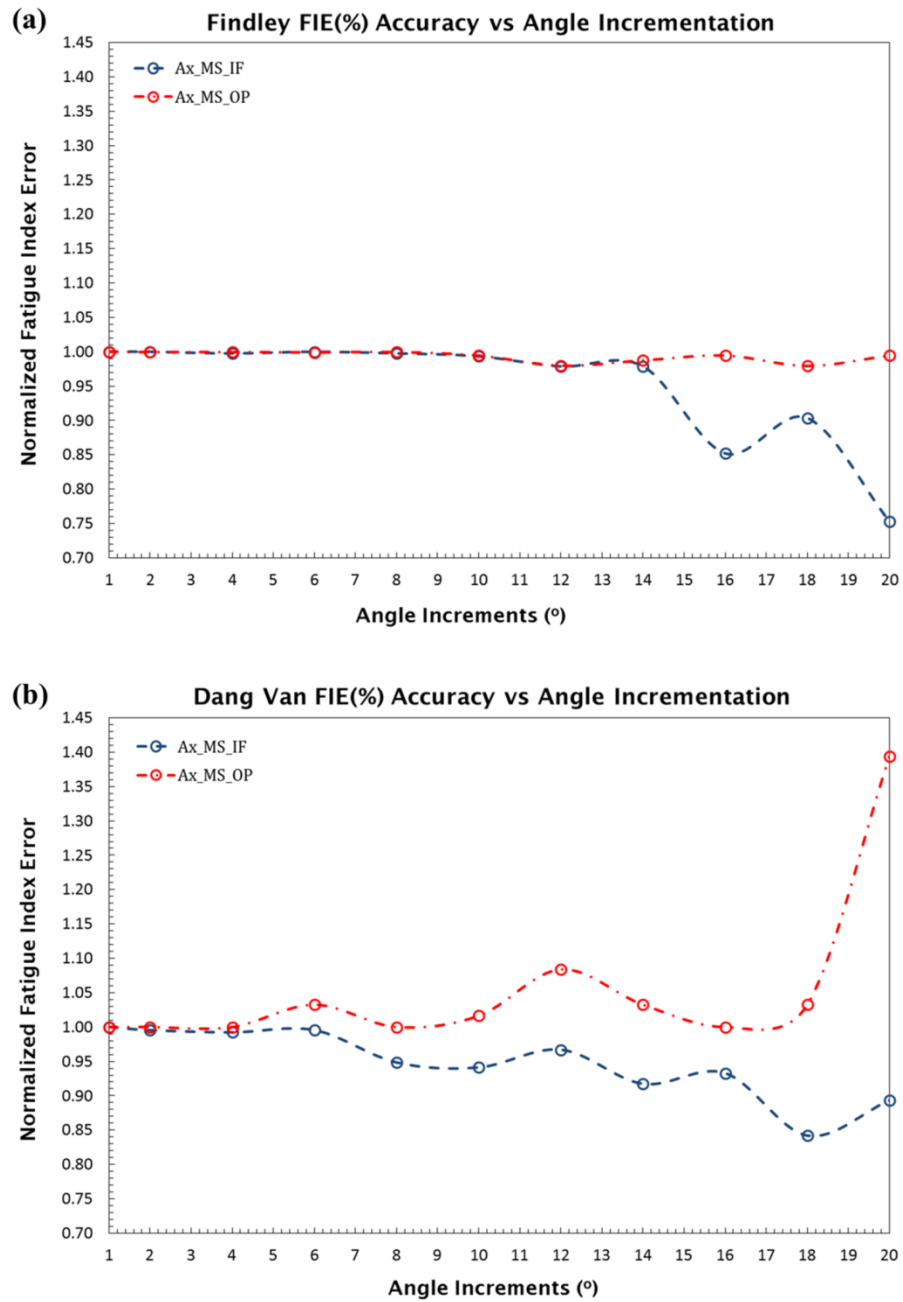 (a)
Findley FIE(%) Accuracy vs Angle Incrementation
1.45
1.40
1.35
1.30
1.25
1.20
1.15
1.10
1.05
1.00
0.95
0.90
0.85
0.80
0.75
0.70
Normalized Fatigue Index Error
Ax_MS_IF
Ax_MS_OP
1 2 3 4 5 6 7 8 9 10 11 12 13 14 15 16 17 18 19 20
Angle Increments (º)
(b)
Dang Van FIE(%) Accuracy vs Angle Incrementation
1.45
1.40
1.35
1.30
1.25
1.20
1.15
1.10
1.05
1.00
0.95
0.90
0.85
0.80
0.75
0.70
Normalized Fatigue Index Error
Ax_MS_IF
Ax_MS_OP
1 2 3 4 5 6 7 8 9 10 11 12 13 14 15 16 17 18 19 20
Angle Increments (º)